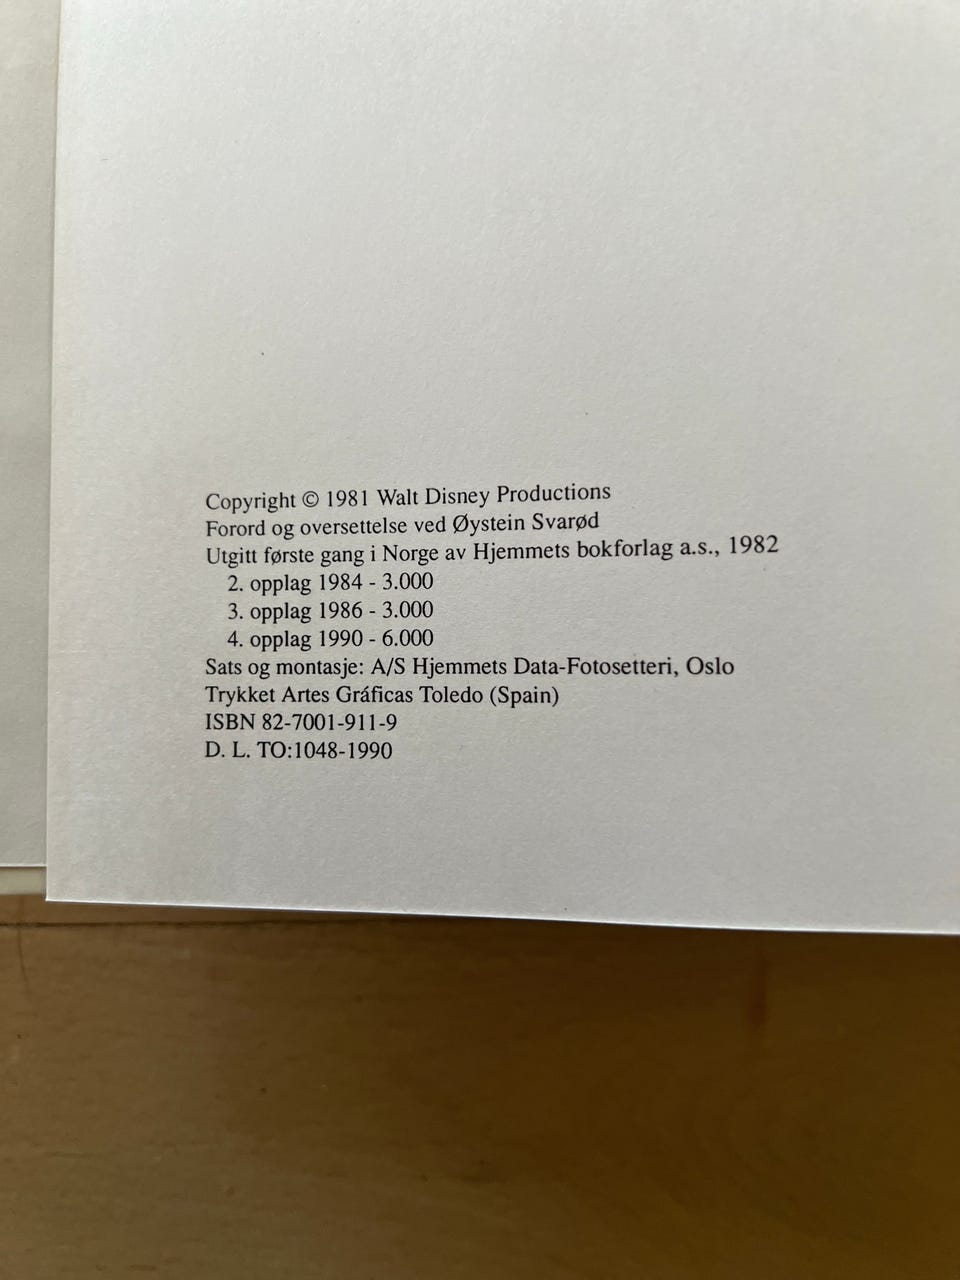 Copyright © 1981 Walt Disney Productions
Forord og oversettelse ved Øystein Svarød
Utgitt første gang i Norge av Hjemmets bokforlag a.s., 1982
2. opplag 1984 - 3.000
3. opplag 1986 - 3.000
4. opplag 1990 - 6.000
Sats og montasje: A/S Hjemmets Data-Fotosetteri, Oslo
Trykket Artes Gráficas Toledo (Spain)
ISBN 82-7001-911-9
D. L. TO:1048-1990